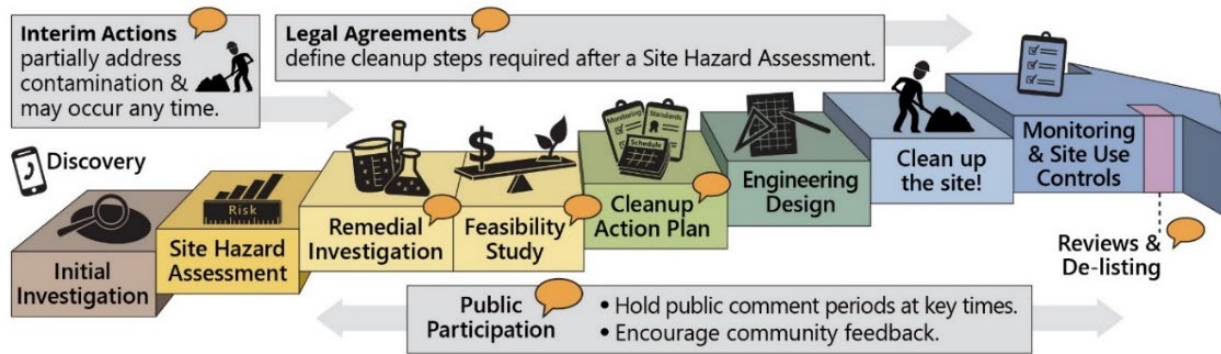 Interim Actions
partially address
contamination &
may occur any time.
Legal Agreements
define cleanup steps required after a Site Hazard Assessment.
Discovery
Initial
Investigation
Risk
Site Hazard
Assessment
Remedial
Investigation
$
Feasibility
Study
Monitoring
Standards
Schedule
Cleanup
Action Plan
Engineering
Design
Clean up
the site!
Monitoring
& Site Use
Controls
Reviews &
De-listing
Public
Participation
• Hold public comment periods at key times.
• Encourage community feedback.